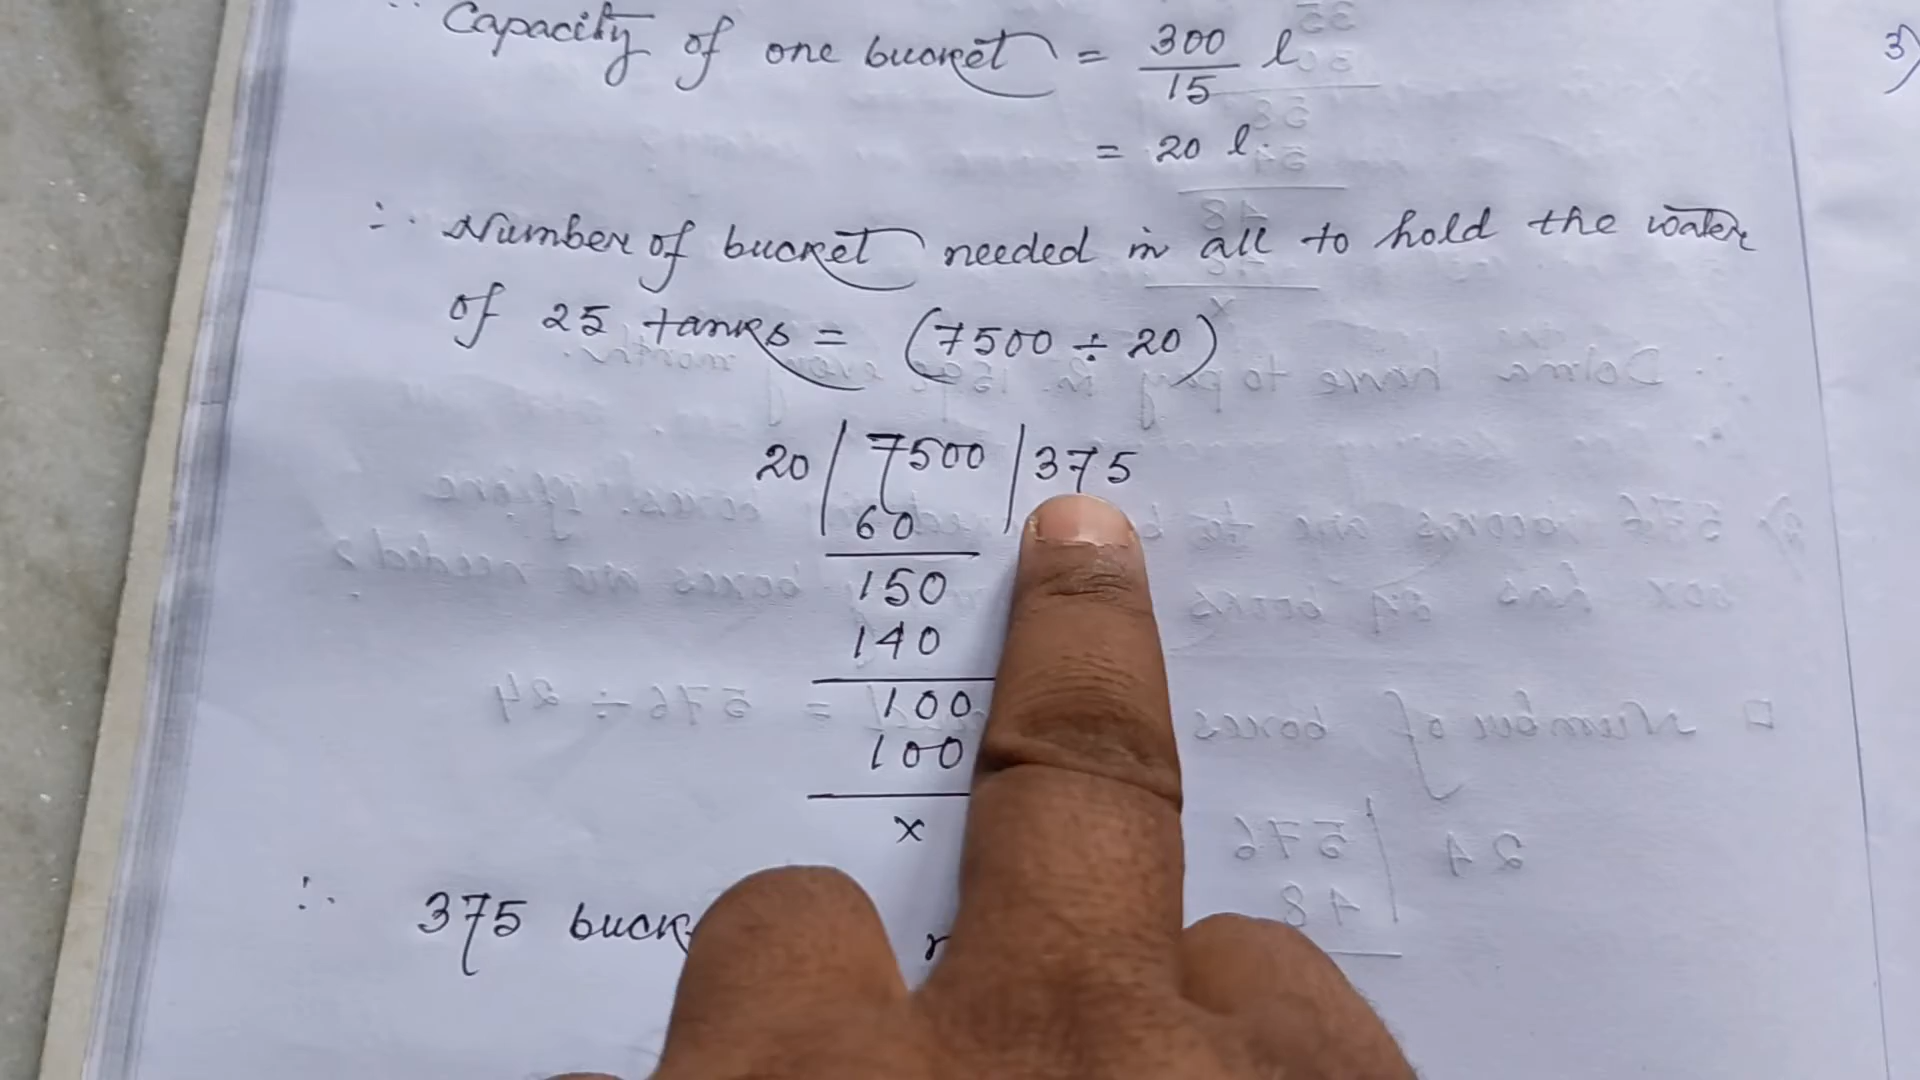 ∴ Capacity of one bucket = 300/15 l
= 20 l.
∴ Number of bucket needed in all to hold the water
of 25 tanks = (7500 ÷ 20)
20 / 7500 / 375
60
150
140
100
100
x
∴ 375
3)